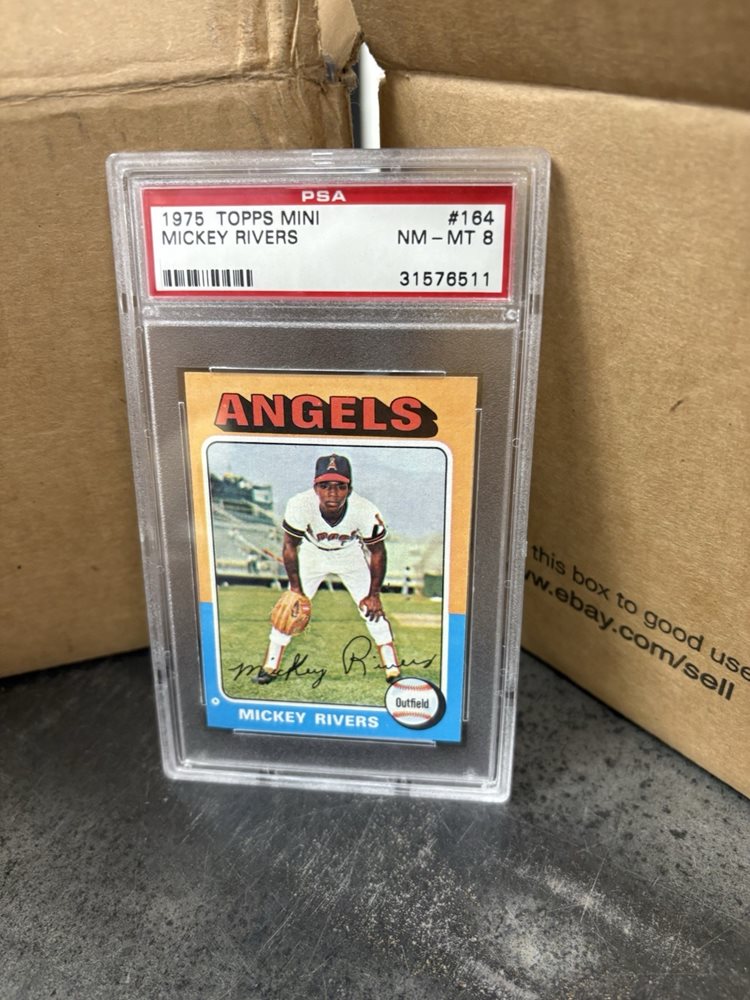 PSA
1975 TOPPS MINI #164
MICKEY RIVERS NM - MT 8
31576511
ANGELS
A
Mickey Rivers
Outfield
MICKEY RIVERS
this box to good use
w.ebay.com/sell